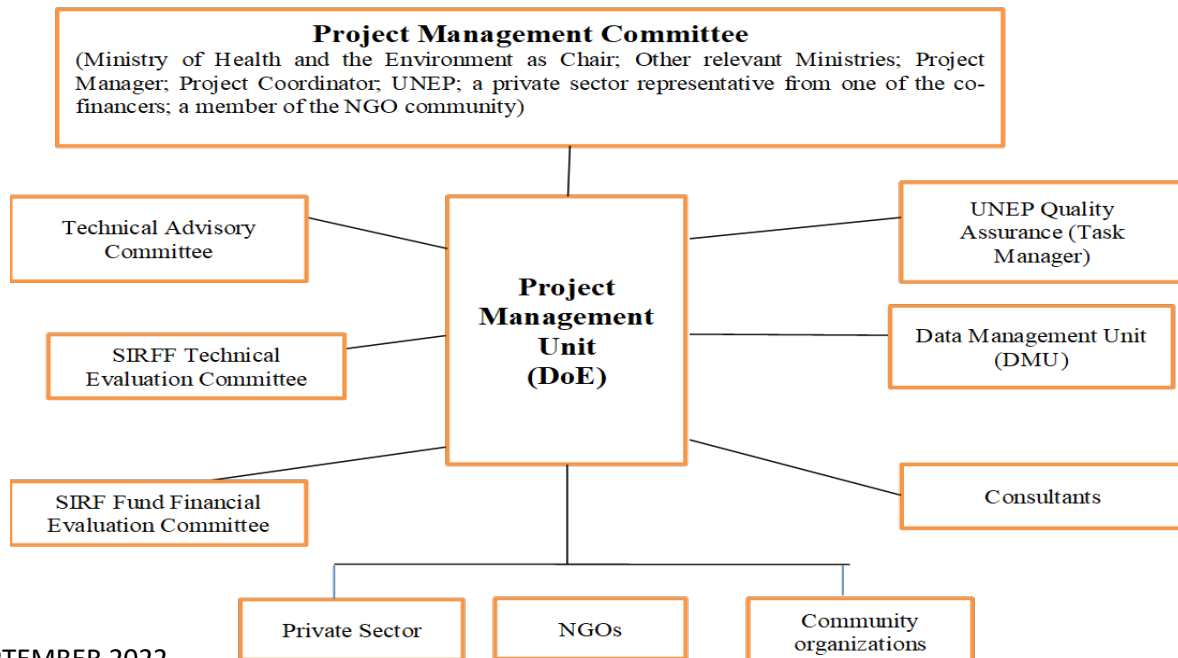 Project Management Committee
(Ministry of Health and the Environment as Chair; Other relevant Ministries; Project
Manager; Project Coordinator; UNEP; a private sector representative from one of the co-
financers; a member of the NGO community)
Technical Advisory
Committee
SIRFF Technical
Evaluation Committee
SIRF Fund Financial
Evaluation Committee
Project
Management
Unit
(DoE)
UNEP Quality
Assurance (Task
Manager)
Data Management Unit
(DMU)
Consultants
Private Sector
NGOs
Community
organizations
2022